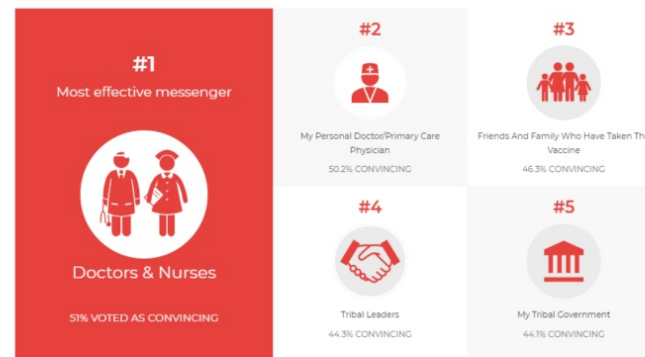 #1
Most effective messenger
Doctors & Nurses
51% VOTED AS CONVINCING
#2
My Personal Doctor/Primary Care
Physician
50.2% CONVINCING
#3
Friends And Family Who Have Taken Th
Vaccine
46.3% CONVINCING
#4
Tribal Leaders
44.3% CONVINCING
#5
My Tribal Government
44.1% CONVINCING